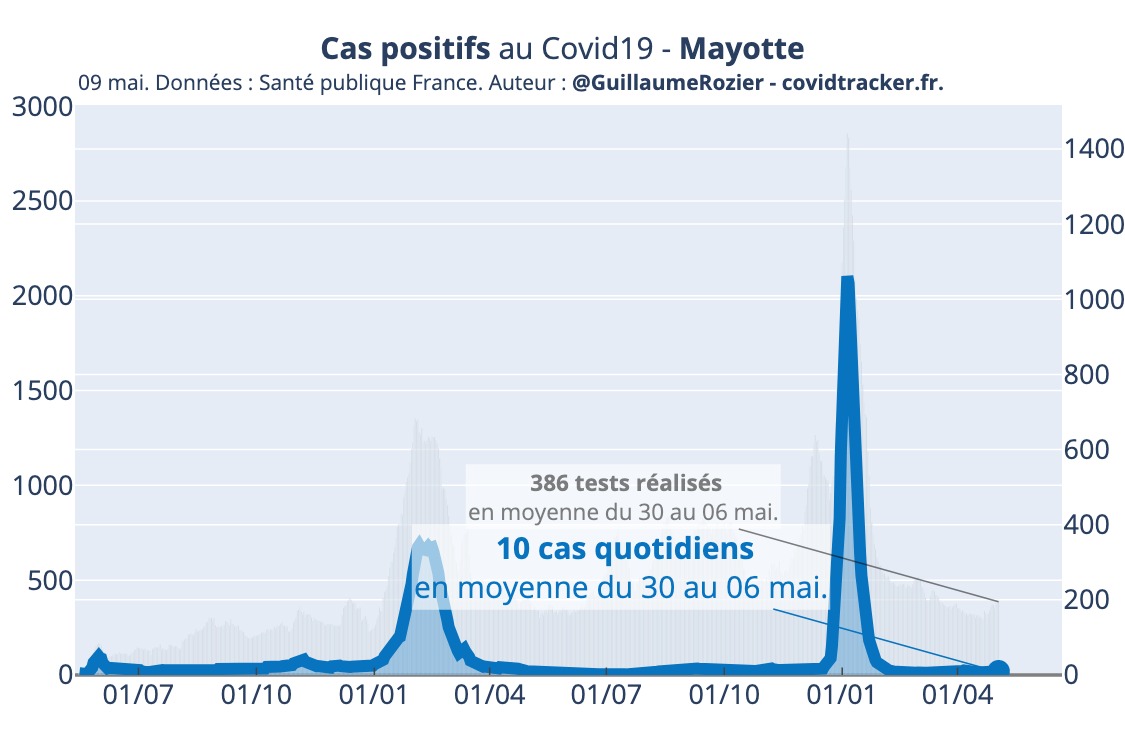 Cas positifs au Covid19 - Mayotte
09 mai. Données : Santé publique France. Auteur : @GuillaumeRozier - covidtracker.fr.
3000
2500
2000
1500
1000
500
0
1400
1200
1000
800
600
400
200
0
386 tests réalisés
en moyenne du 30 au 06 mai.
10 cas quotidiens
en moyenne du 30 au 06 mai.
01/07 01/10 01/01 01/04 01/07 01/10 01/01 01/04